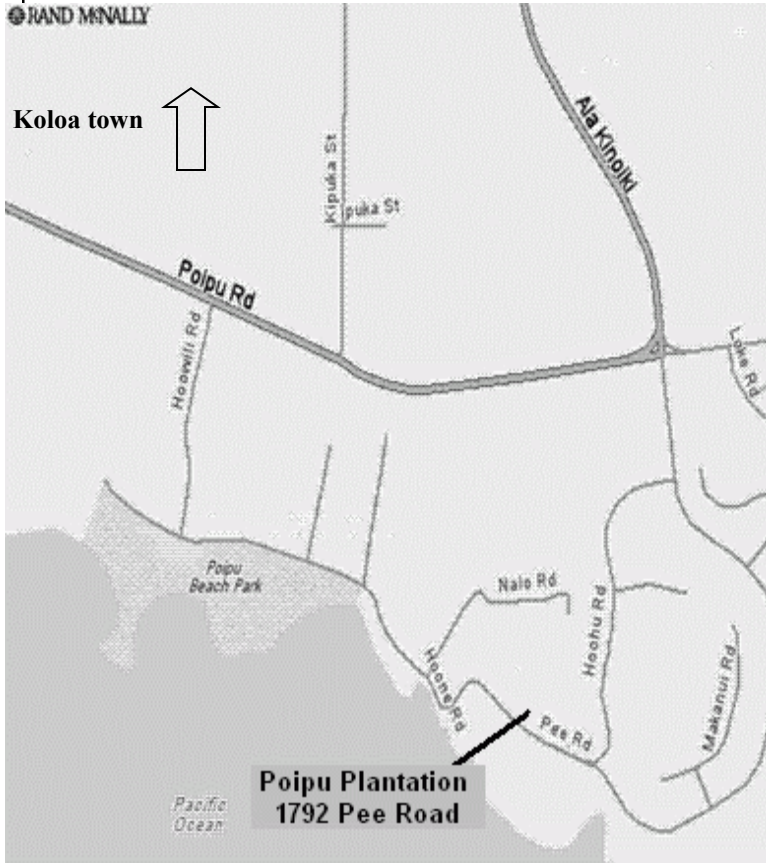 RAND McNALLY
Koloa town
Ala Kinoiki
Kipuka St
puka St
Poipu Rd
Hoowili Rd
Loke Rd
Poipu
Beach Park
Nalo Rd
Hoohu Rd
Hoone Rd
Makanui Rd
Pee Rd
Poipu Plantation
1792 Pee Road
Pacific
Ocean